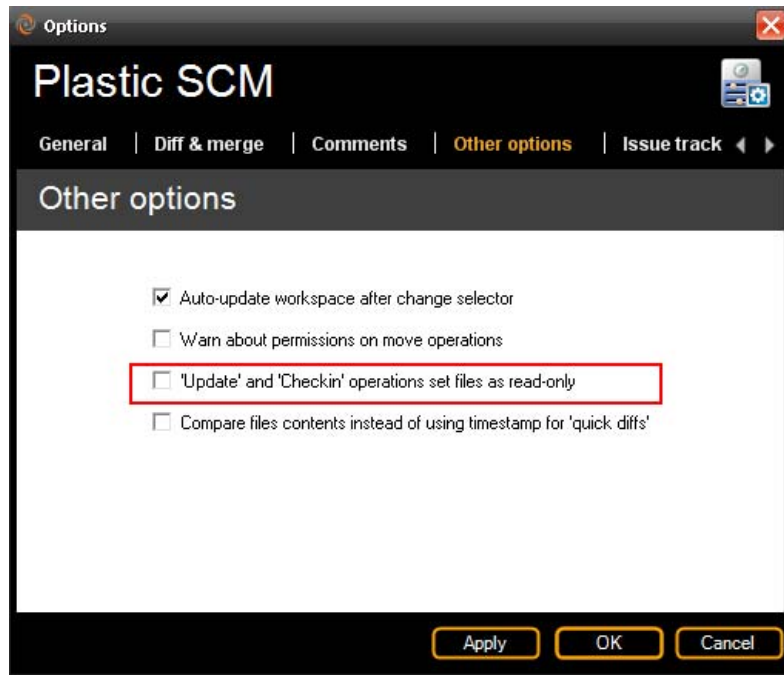 Options
Plastic SCM
General | Diff & merge | Comments | Other options | Issue track
Other options
Auto-update workspace after change selector
Warn about permissions on move operations
'Update' and 'Checkin' operations set files as read-only
Compare files contents instead of using timestamp for 'quick diffs'
Apply OK Cancel